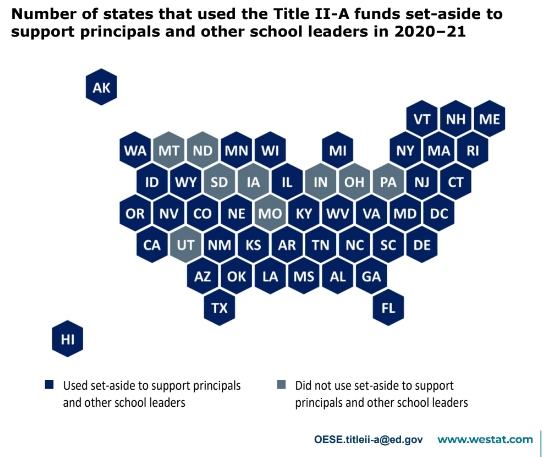 Number of states that used the Title II-A funds set-aside to
support principals and other school leaders in 2020–21
AK
VT NH ME
WA MT ND MN WI MI NY MA RI
ID WY SD IA IL IN OH PA NJ CT
OR NV CO NE MO KY WV VA MD DC
CA UT NM KS AR TN NC SC DE
AZ OK LA MS AL GA
TX FL
HI
Used set-aside to support principals
and other school leaders
Did not use set-aside to support
principals and other school leaders
OESE.titleii-a@ed.gov www.westat.com